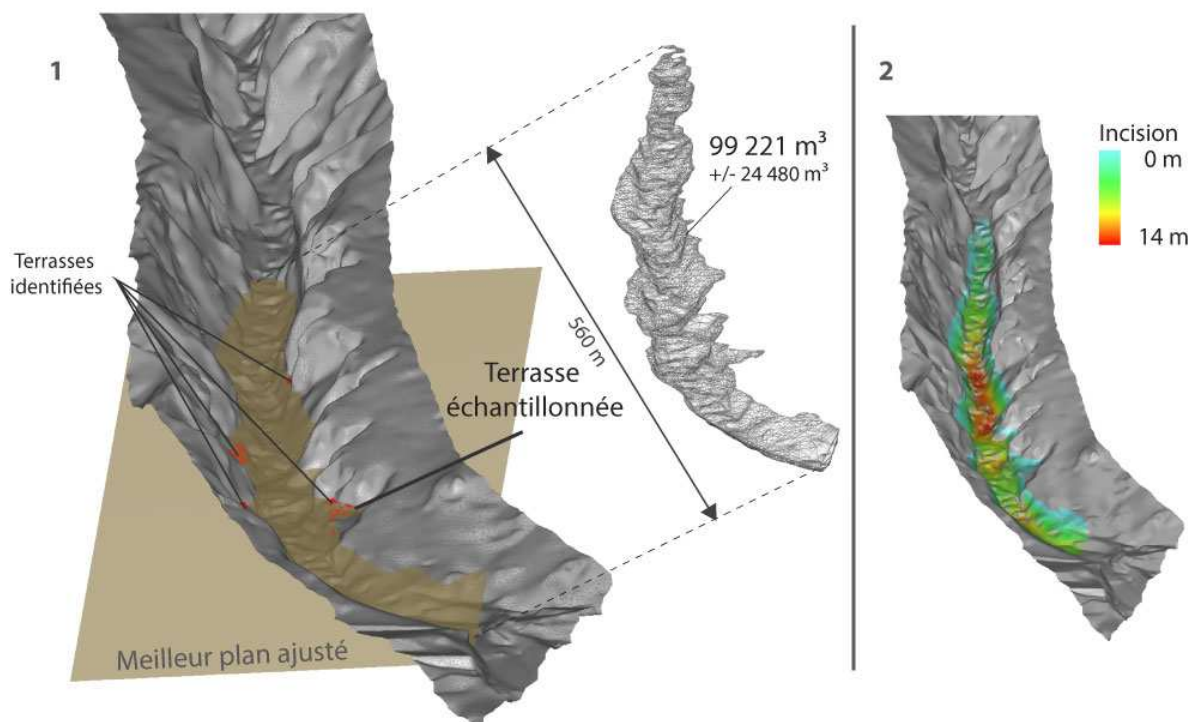 1
Terrasses
identifiées
99 221 m³
+/- 24 480 m³
560 m
Terrasse
échantillonnée
Meilleur plan ajusté
2
Incision
0 m
14 m